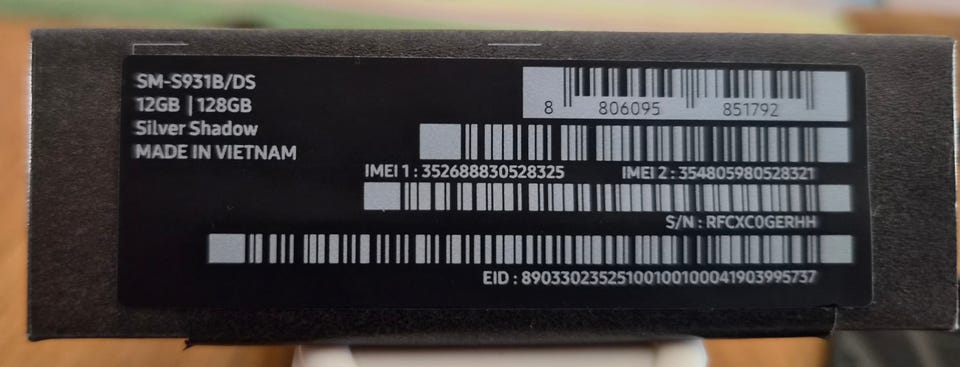 SM-S931B/DS
12GB | 128GB
Silver Shadow
MADE IN VIETNAM
8 806095 851792
IMEI 1 : 352688830528325 IMEI 2 : 354805980528321
S/N : RFCXC0GERHH
EID : 89033023525100100100041903995737